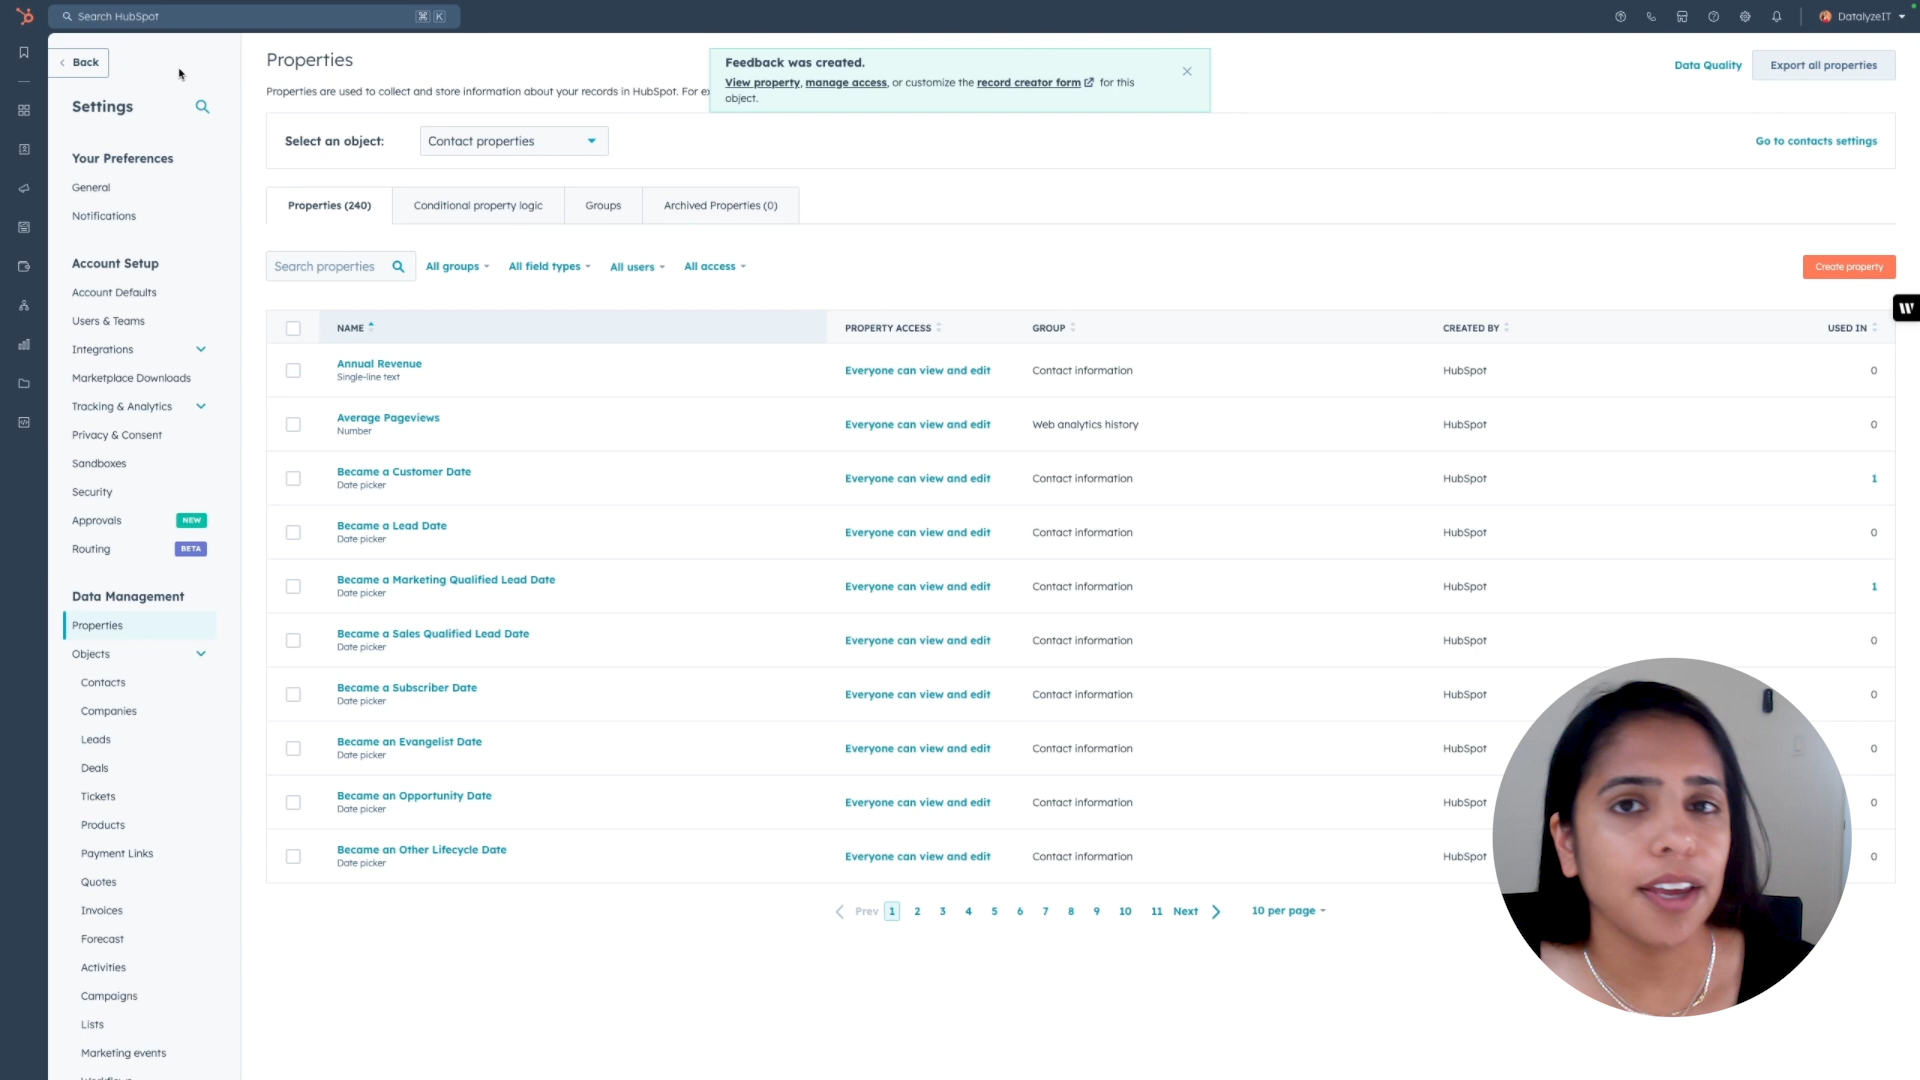 Search HubSpot
⌘ K
DatalyzeIT
Back
Settings
Your Preferences
General
Notifications
Account Setup
Account Defaults
Users & Teams
Integrations
Marketplace Downloads
Tracking & Analytics
Privacy & Consent
Sandboxes
Security
Approvals NEW
Routing BETA
Data Management
Properties
Objects
Contacts
Companies
Leads
Deals
Tickets
Products
Payment Links
Quotes
Invoices
Forecast
Activities
Campaigns
Lists
Marketing events
Properties
Properties are used to collect and store information about your records in HubSpot. For ex
Feedback was created.
View property, manage access, or customize the record creator form for this
object.
Data Quality
Export all properties
Select an object: Contact properties
Go to contacts settings
Properties (240) Conditional property logic Groups Archived Properties (0)
Search properties All groups All field types All users All access
Create property
NAME PROPERTY ACCESS GROUP CREATED BY USED IN
Annual Revenue Everyone can view and edit Contact information HubSpot 0
Single-line text
Average Pageviews Everyone can view and edit Web analytics history HubSpot 0
Number
Became a Customer Date Everyone can view and edit Contact information HubSpot 1
Date picker
Became a Lead Date Everyone can view and edit Contact information HubSpot 0
Date picker
Became a Marketing Qualified Lead Date Everyone can view and edit Contact information HubSpot 1
Date picker
Became a Sales Qualified Lead Date Everyone can view and edit Contact information HubSpot 0
Date picker
Became a Subscriber Date Everyone can view and edit Contact information HubSpot 0
Date picker
Became an Evangelist Date Everyone can view and edit Contact information HubSpot 0
Date picker
Became an Opportunity Date Everyone can view and edit Contact information HubSpot 0
Date picker
Became an Other Lifecycle Date Everyone can view and edit Contact information HubSpot 0
Date picker
Prev 1 2 3 4 5 6 7 8 9 10 11 Next 10 per page